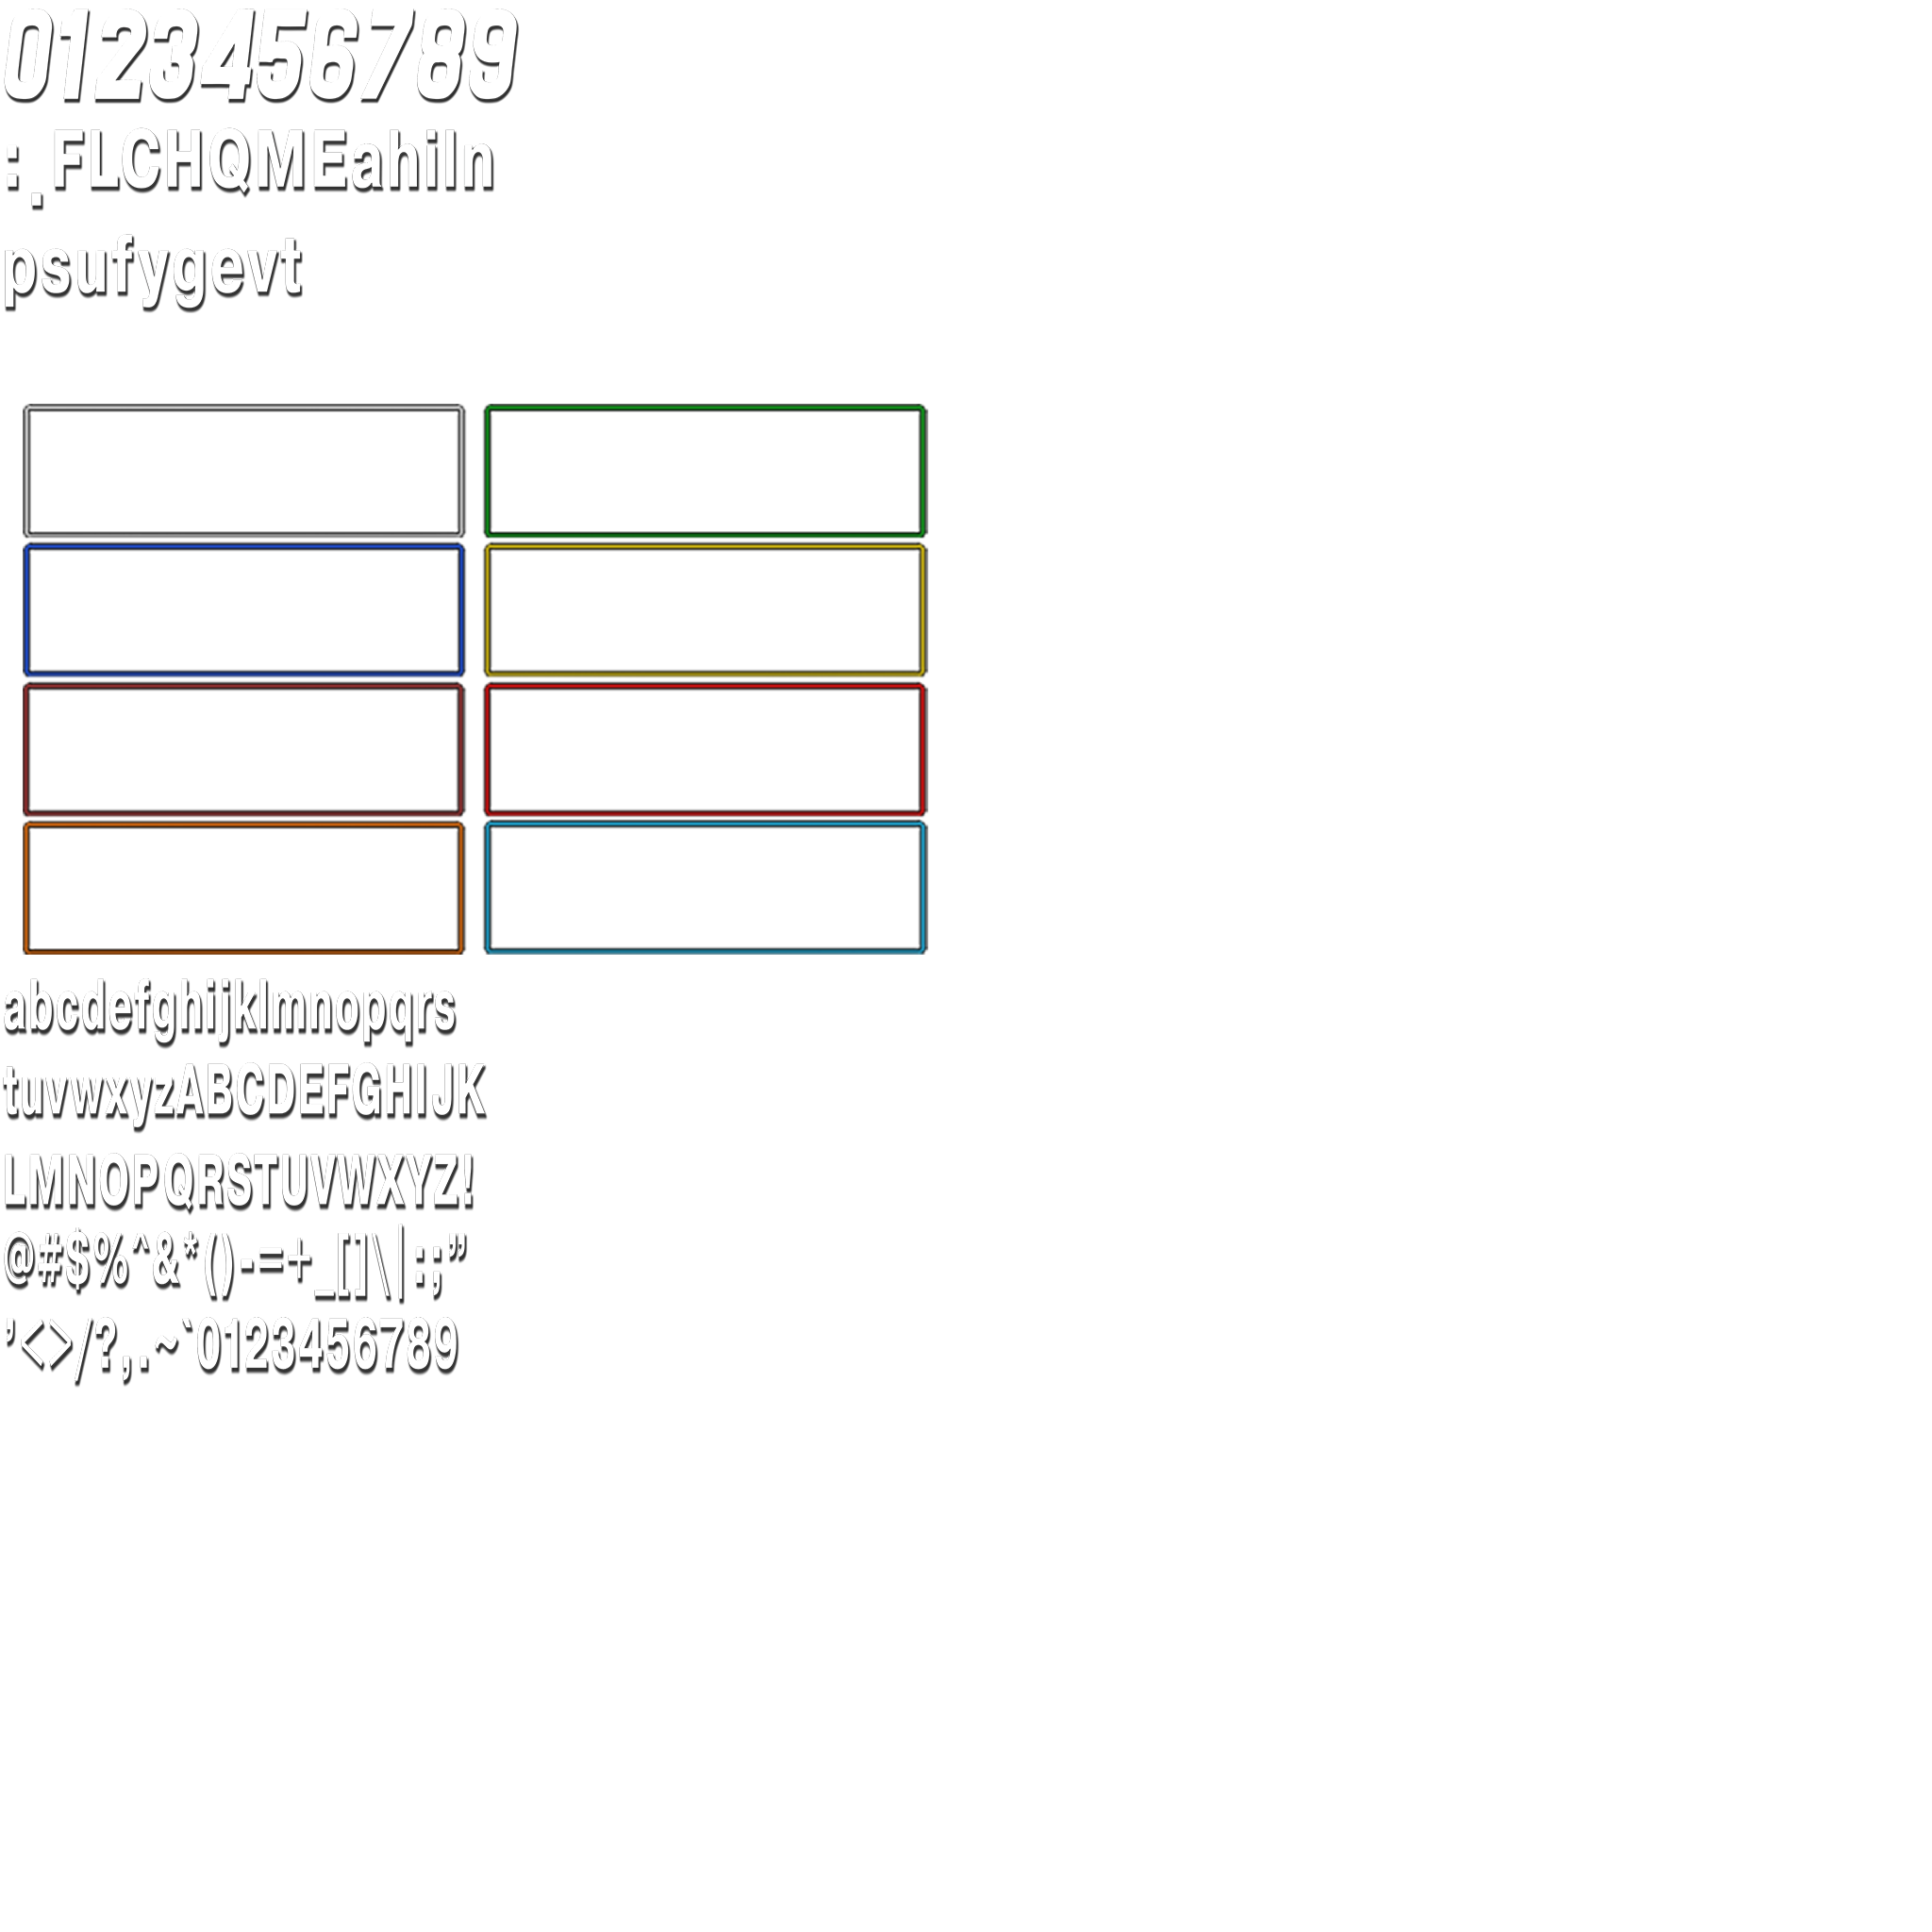 0123456789
:.FLCHQMEahiln
psufygevt
abcdefghijklmnopqrs
tuvwxyzABCDEFGHIJK
LMNOPQRSTUVWXYZ!
@#$%^&*()-=+_[]\|:;”
’<>/?,.~`0123456789